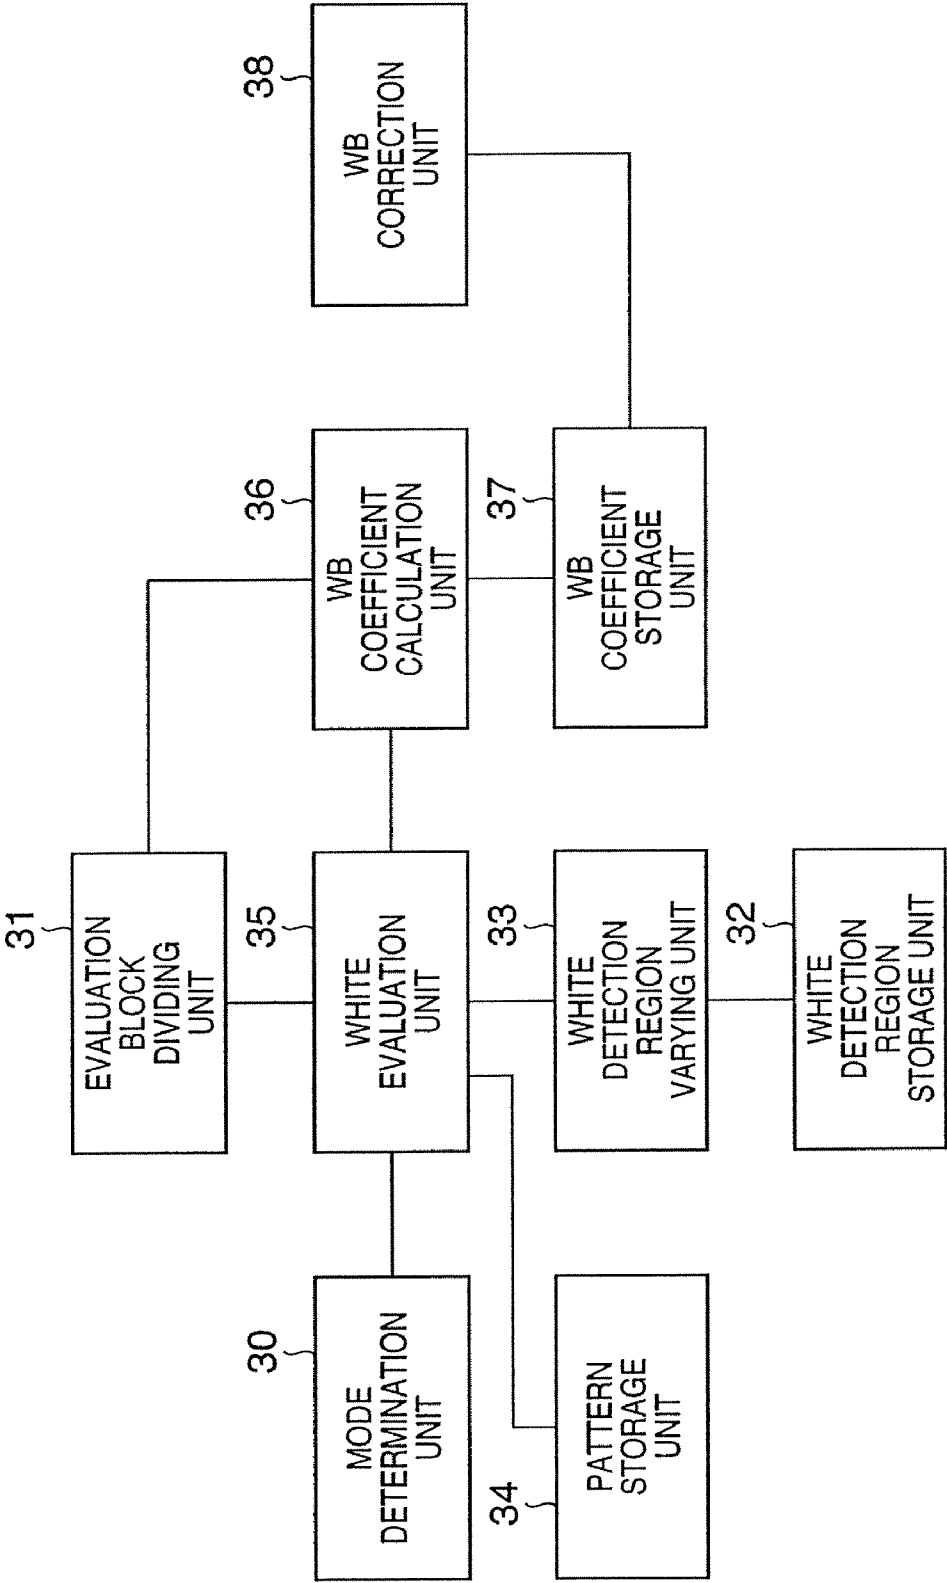 31
EVALUATION
BLOCK
DIVIDING
UNIT
30
MODE
DETERMINATION
UNIT
35
WHITE
EVALUATION
UNIT
36
WB
COEFFICIENT
CALCULATION
UNIT
38
WB
CORRECTION
UNIT
34
PATTERN
STORAGE
UNIT
33
WHITE
DETECTION
REGION
VARYING UNIT
37
WB
COEFFICIENT
STORAGE
UNIT
32
WHITE
DETECTION
REGION
STORAGE UNIT